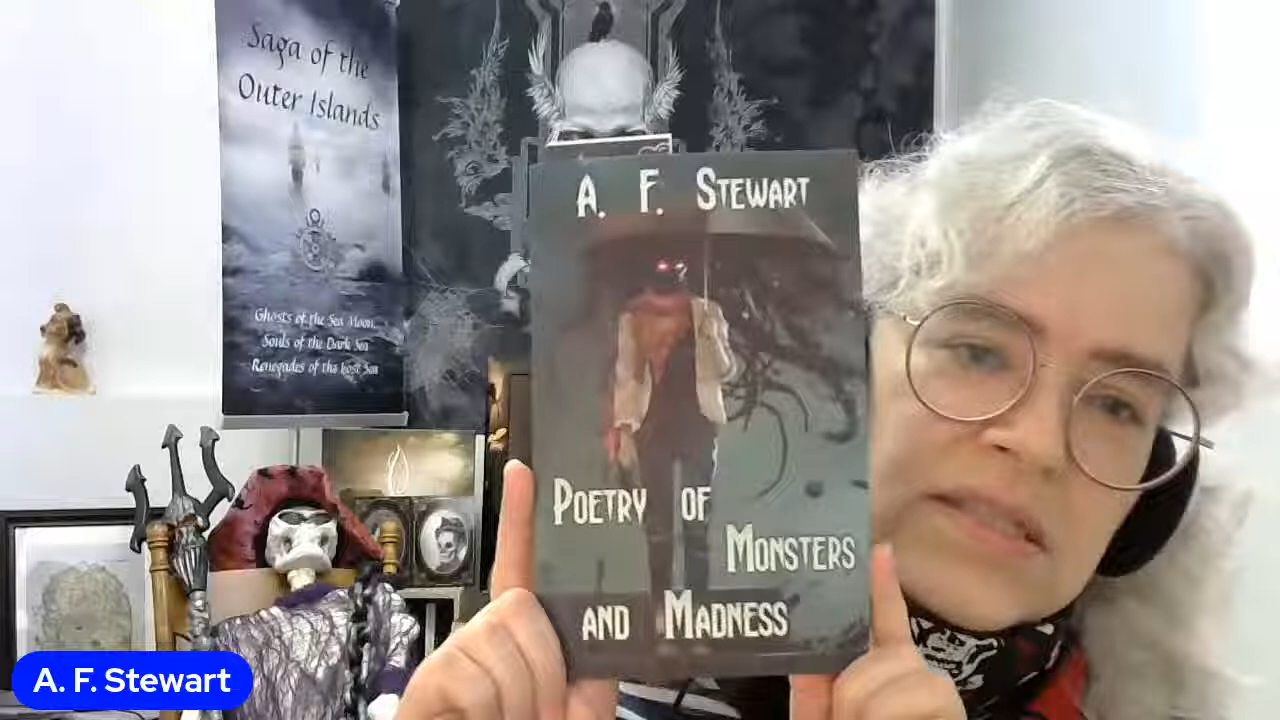 Saga of the
Outer Islands
Ghosts of the Sea Moon
Souls of the Dark Sea
Renegades of the Lost Sea
A. F. STEWART
POETRY OF
MONSTERS
AND MADNESS
A. F. Stewart